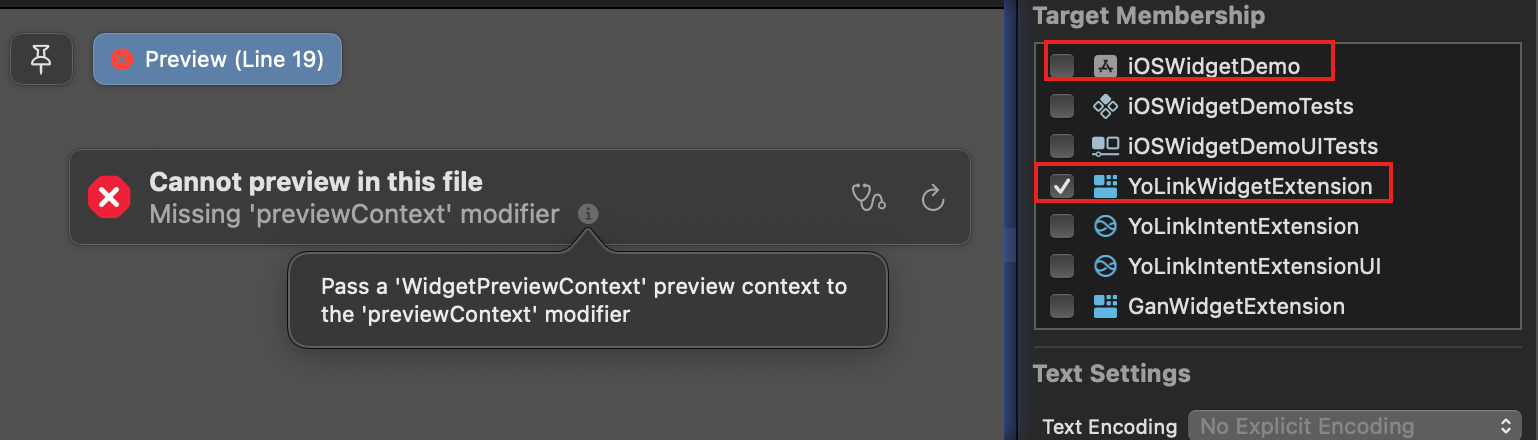 Preview (Line 19)
Cannot preview in this file
Missing 'previewContext' modifier
Pass a 'WidgetPreviewContext' preview context to
the 'previewContext' modifier
Target Membership
iOSWidgetDemo
iOSWidgetDemoTests
iOSWidgetDemoUITests
YoLinkWidgetExtension
YoLinkIntentExtension
YoLinkIntentExtensionUI
GanWidgetExtension
Text Settings
Text Encoding No Explicit Encoding